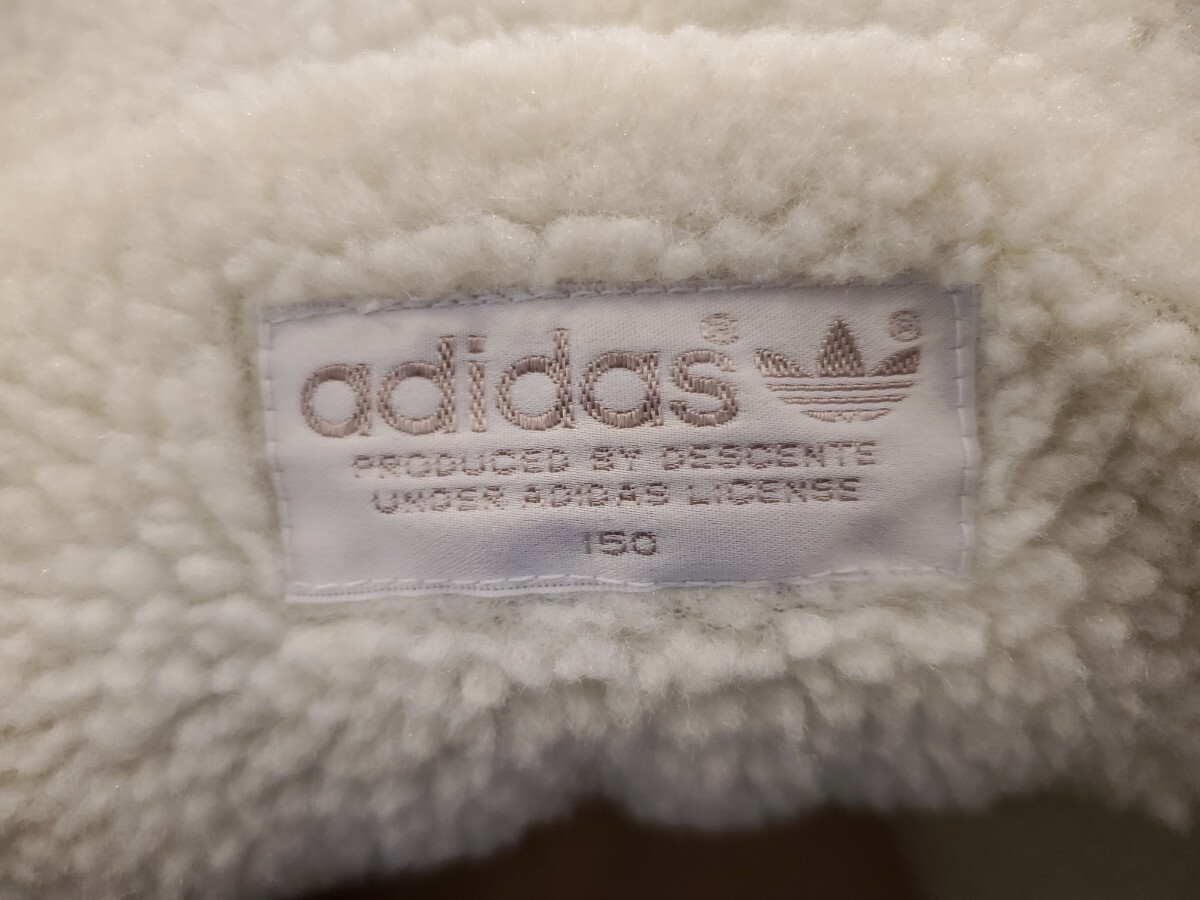 adidas®
®
PRODUCED BY DESCENTE
UNDER ADIDAS LICENSE
150